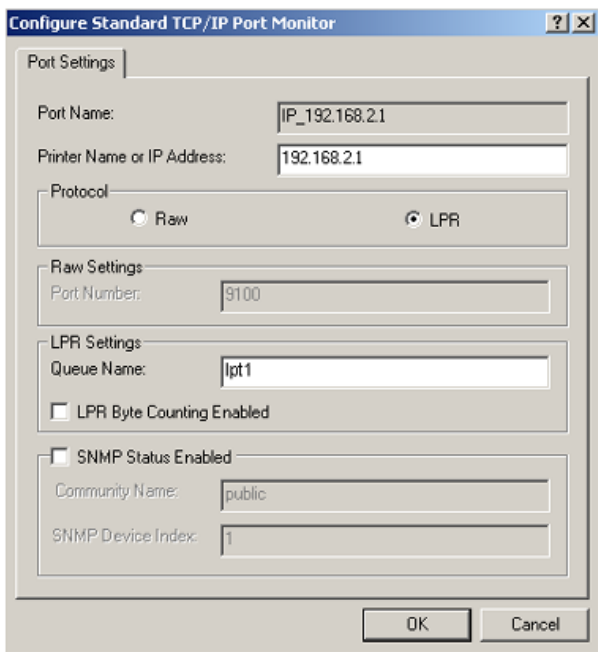 Configure Standard TCP/IP Port Monitor
Port Settings
Port Name: IP_192.168.2.1
Printer Name or IP Address: 192.168.2.1
Protocol
Raw LPR
Raw Settings
Port Number: 9100
LPR Settings
Queue Name: lpt1
LPR Byte Counting Enabled
SNMP Status Enabled
Community Name: public
SNMP Device Index: 1
OK Cancel